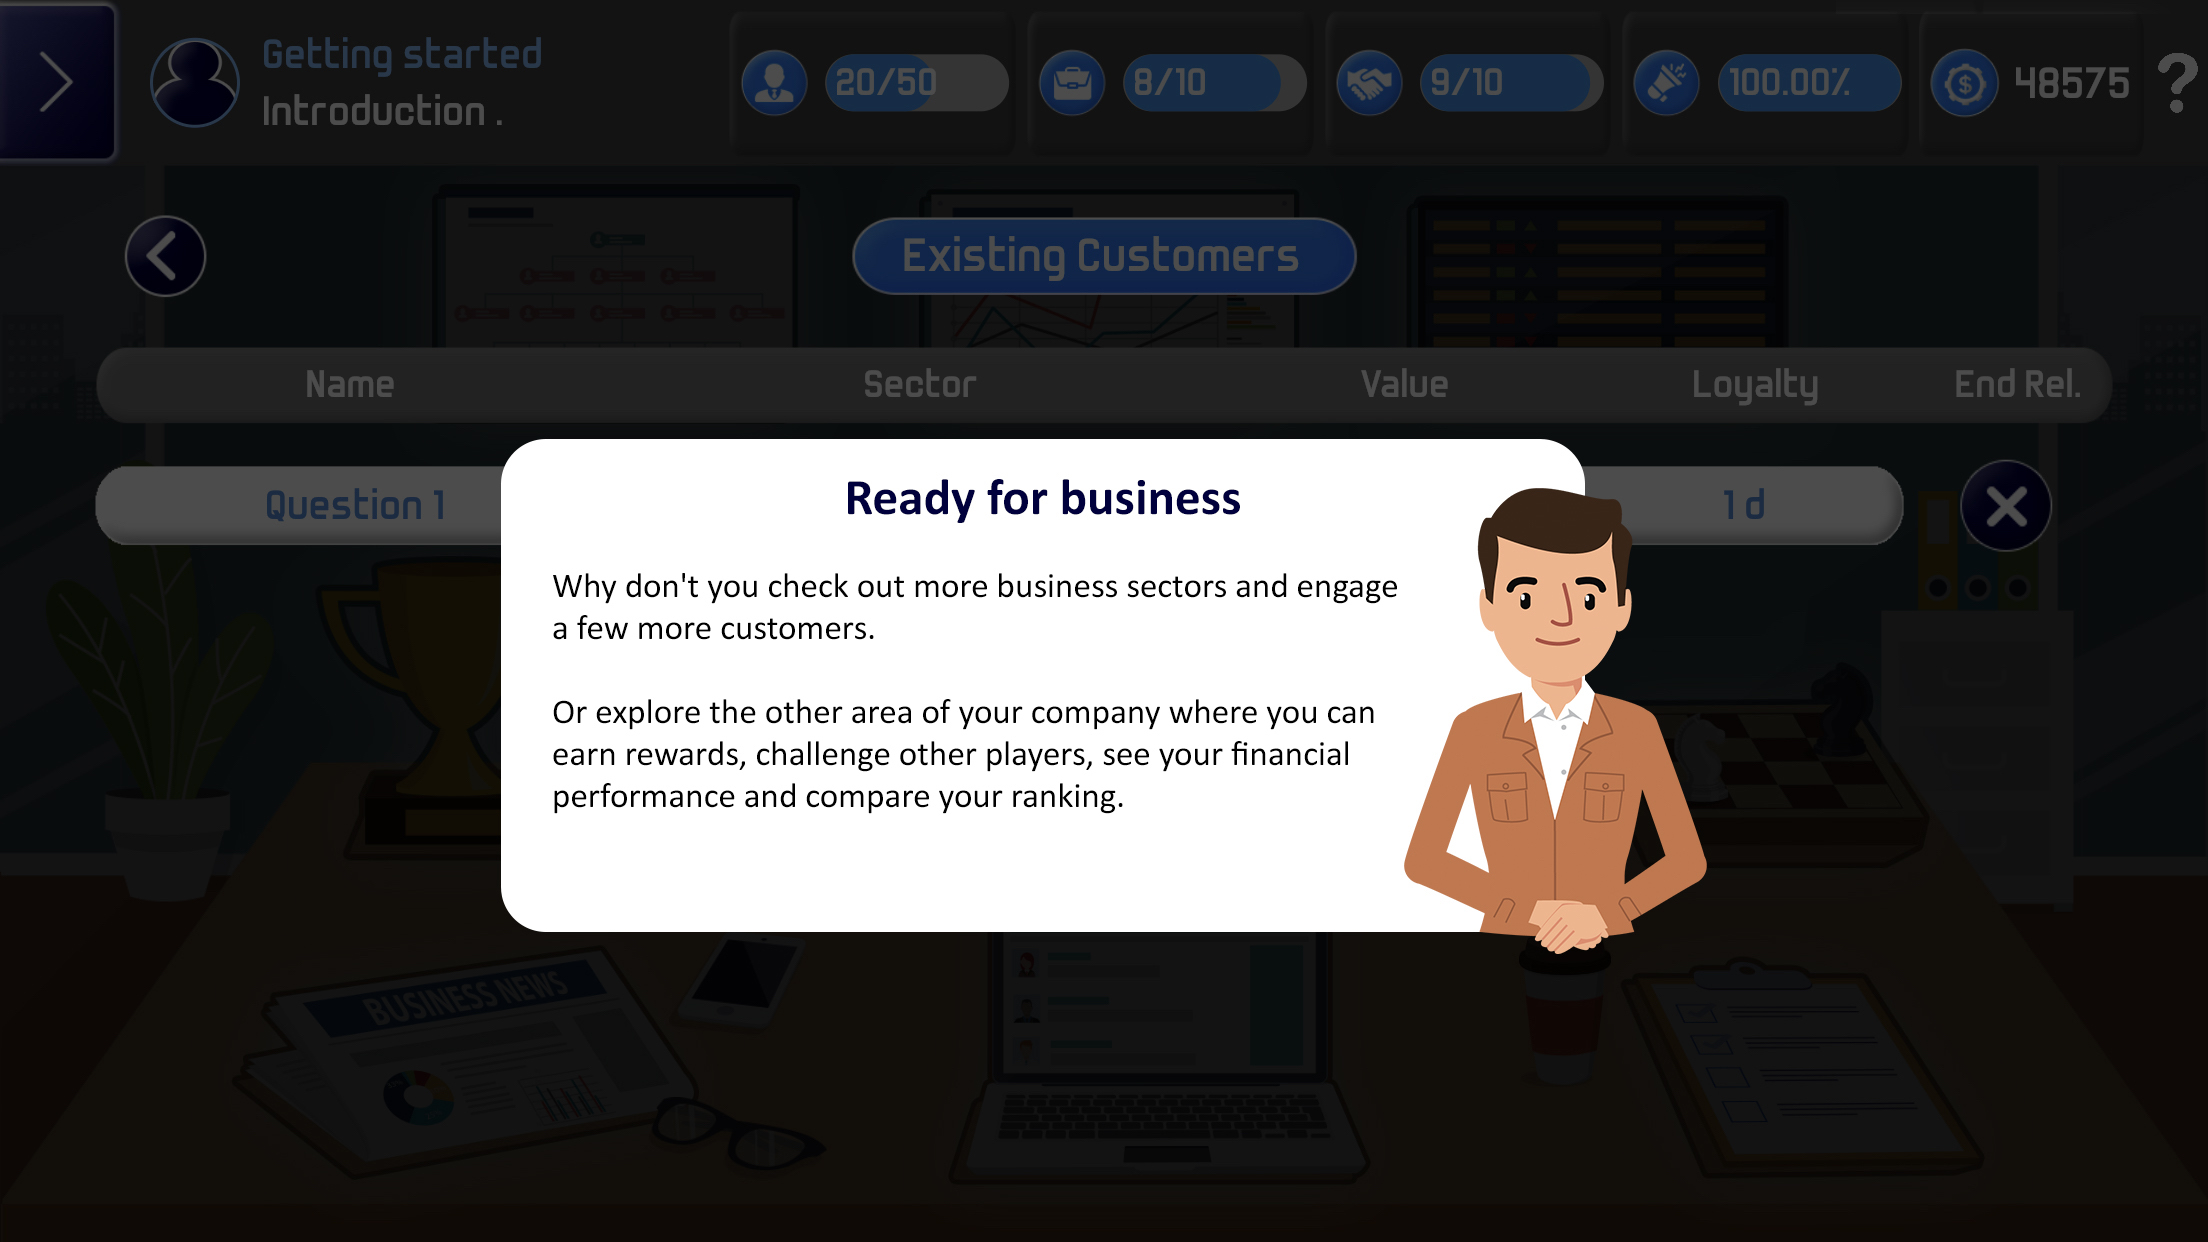 Getting started
Introduction .
20/50
8/10
9/10
100.00%
48575
?
Existing Customers
Name
Sector
Value
Loyalty
End Rel.
Question 1
1 d
Ready for business
Why don't you check out more business sectors and engage
a few more customers.
Or explore the other area of your company where you can
earn rewards, challenge other players, see your financial
performance and compare your ranking.
BUSINESS NEWS